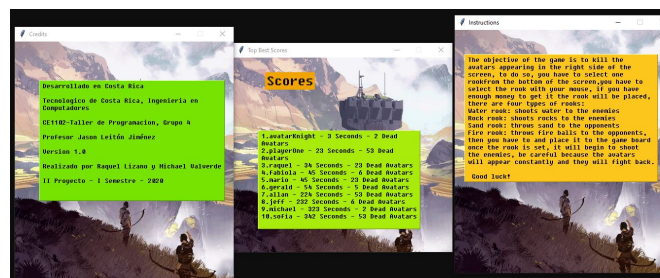 Credits
Desarrollado en Costa Rica
Tecnologico de Costa Rica, Ingenieria en
Computadores
CE1102-Taller de Programacion, Grupo 4
Profesor Jason Leitón Jiménez
Version 1.0
Realizado por Raquel Lizano y Michael Valverde
II Proyecto - I Semestre - 2020
Top Best Scores
Scores
1.avatarKnight - 3 Seconds - 2 Dead
Avatars
2.playerOne - 23 Seconds - 53 Dead
Avatars
3.raquel - 34 Seconds - 23 Dead Avatars
4.fabiola - 45 Seconds - 6 Dead Avatars
5.mario - 45 Seconds - 23 Dead Avatars
6.gerald - 54 Seconds - 5 Dead Avatars
7.allan - 224 Seconds - 53 Dead Avatars
8.jeff - 232 Seconds - 6 Dead Avatars
9.michael - 323 Seconds - 2 Dead Avatars
10.sofia - 342 Seconds - 53 Dead Avatars
Instructions
The objective of the game is to kill the
avatars appearing in the right side of the
screen, to do so, you have to select one
rookfrom the bottom of the screen,you have to
select the rook with your mouse, if you have
enough money to get it the rook will be placed,
there are four types of rooks:
Water rook: shoots water to the enemies
Rock rook: shoots rocks to the enemies
Sand rook: throws sand to the opponents
Fire rook: throws fire balls to the opponents,
then you have to and place it to the game board
once the rook is set, it will begin to shoot
the enemies, be careful because the avatars
will appear constantly and they will fight back.
Good luck!